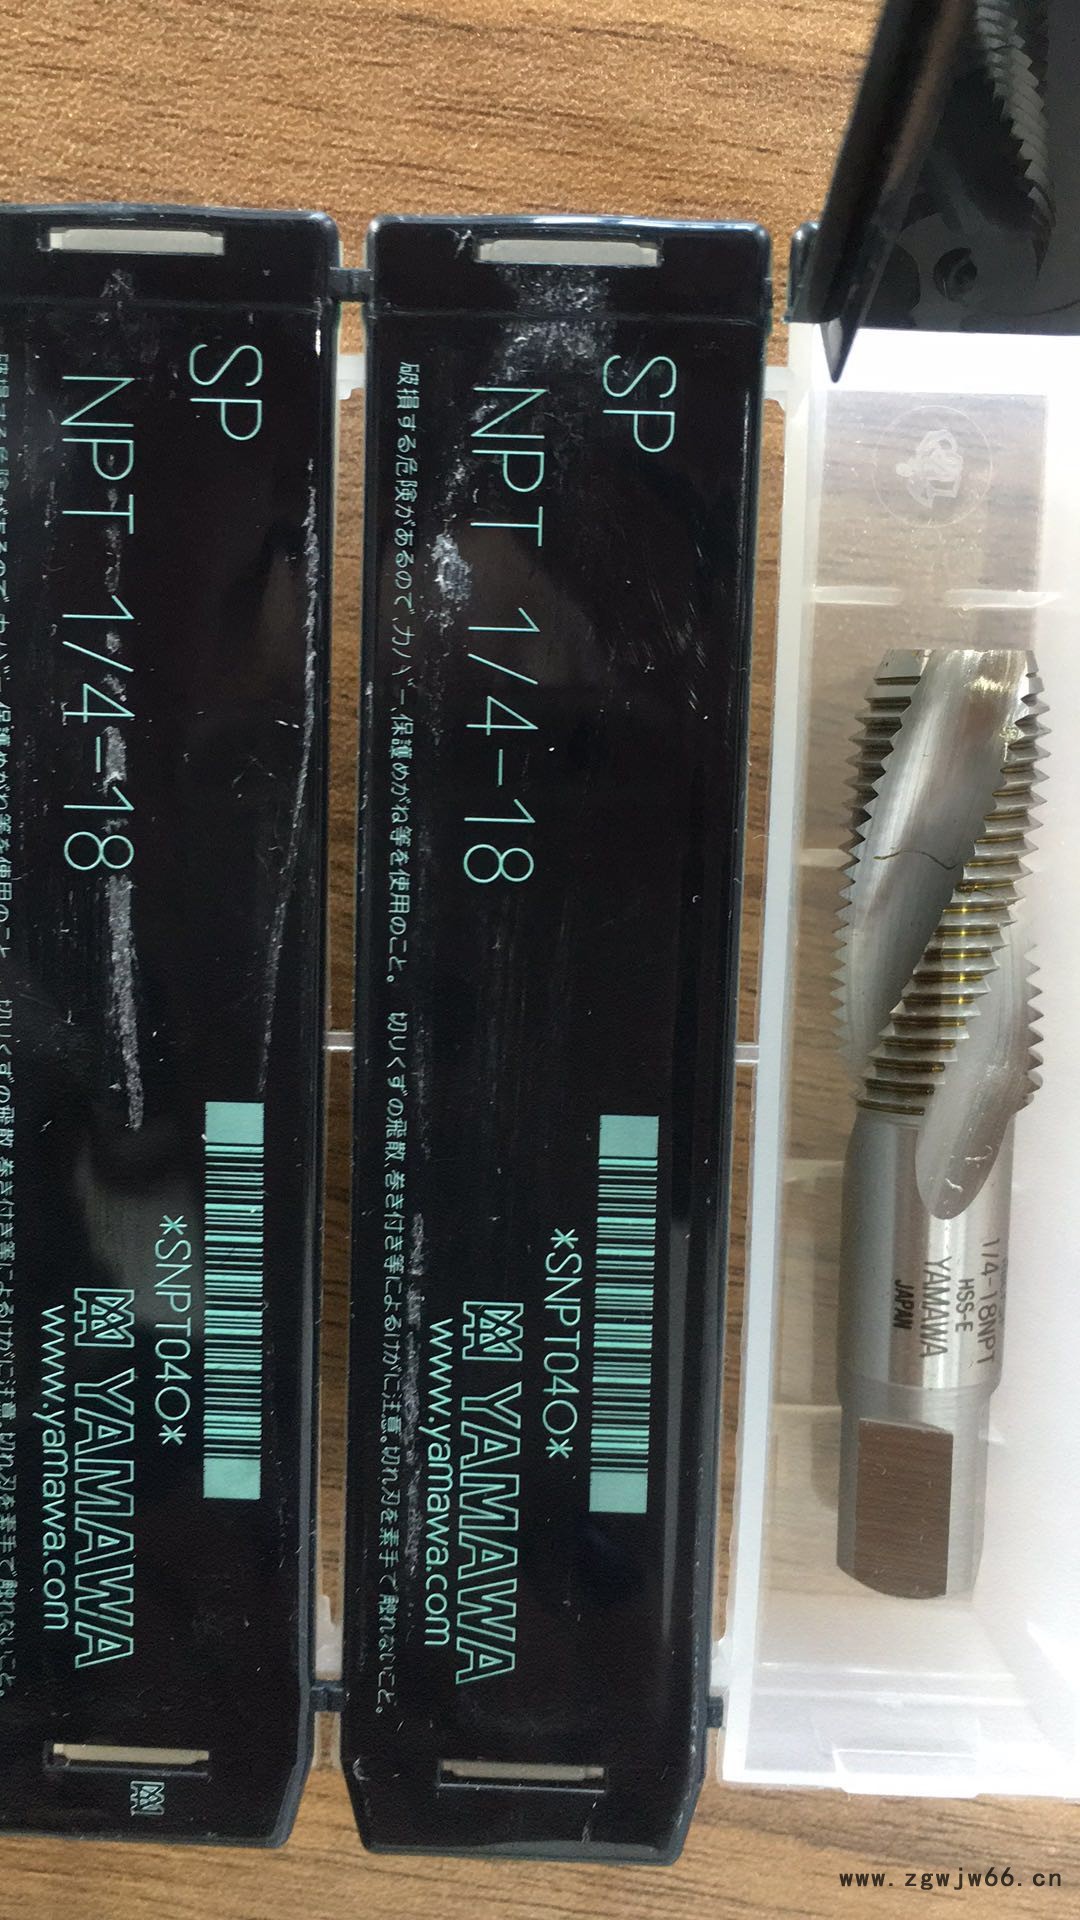 SP
NPT 1/4-18
*SNPT04O*
YAMAWA
www.yamawa.com
SP
NPT 1/4-18
破損する危険があるので、カバー、保護めがね等を使用のこと。 切りくずの飛散、巻き付き等によるけがに注意。切れ刃を素手で触れないこと。
*SNPT04O*
YAMAWA
www.yamawa.com
1/4-18NPT
HSS-E
YAMAWA
JAPAN
www.zgwjw66.cn